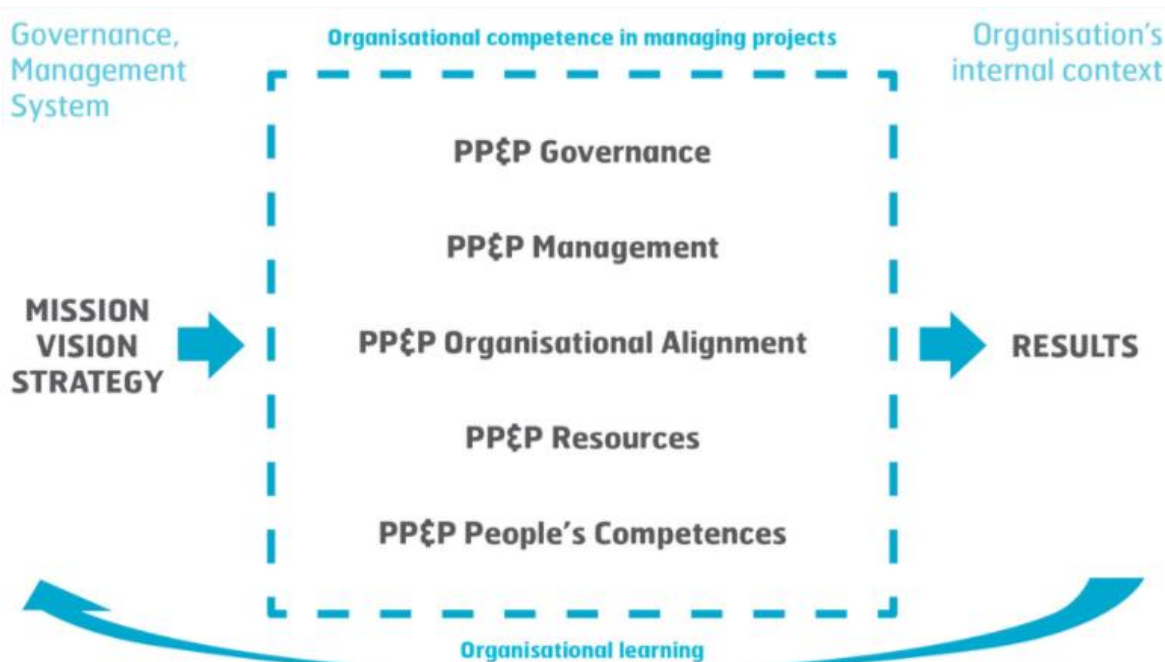 Governance,
Management
System
Organisational competence in managing projects
Organisation's
internal context
PP&P Governance
PP&P Management
MISSION
VISION
STRATEGY
PP&P Organisational Alignment
RESULTS
PP&P Resources
PP&P People's Competences
Organisational learning